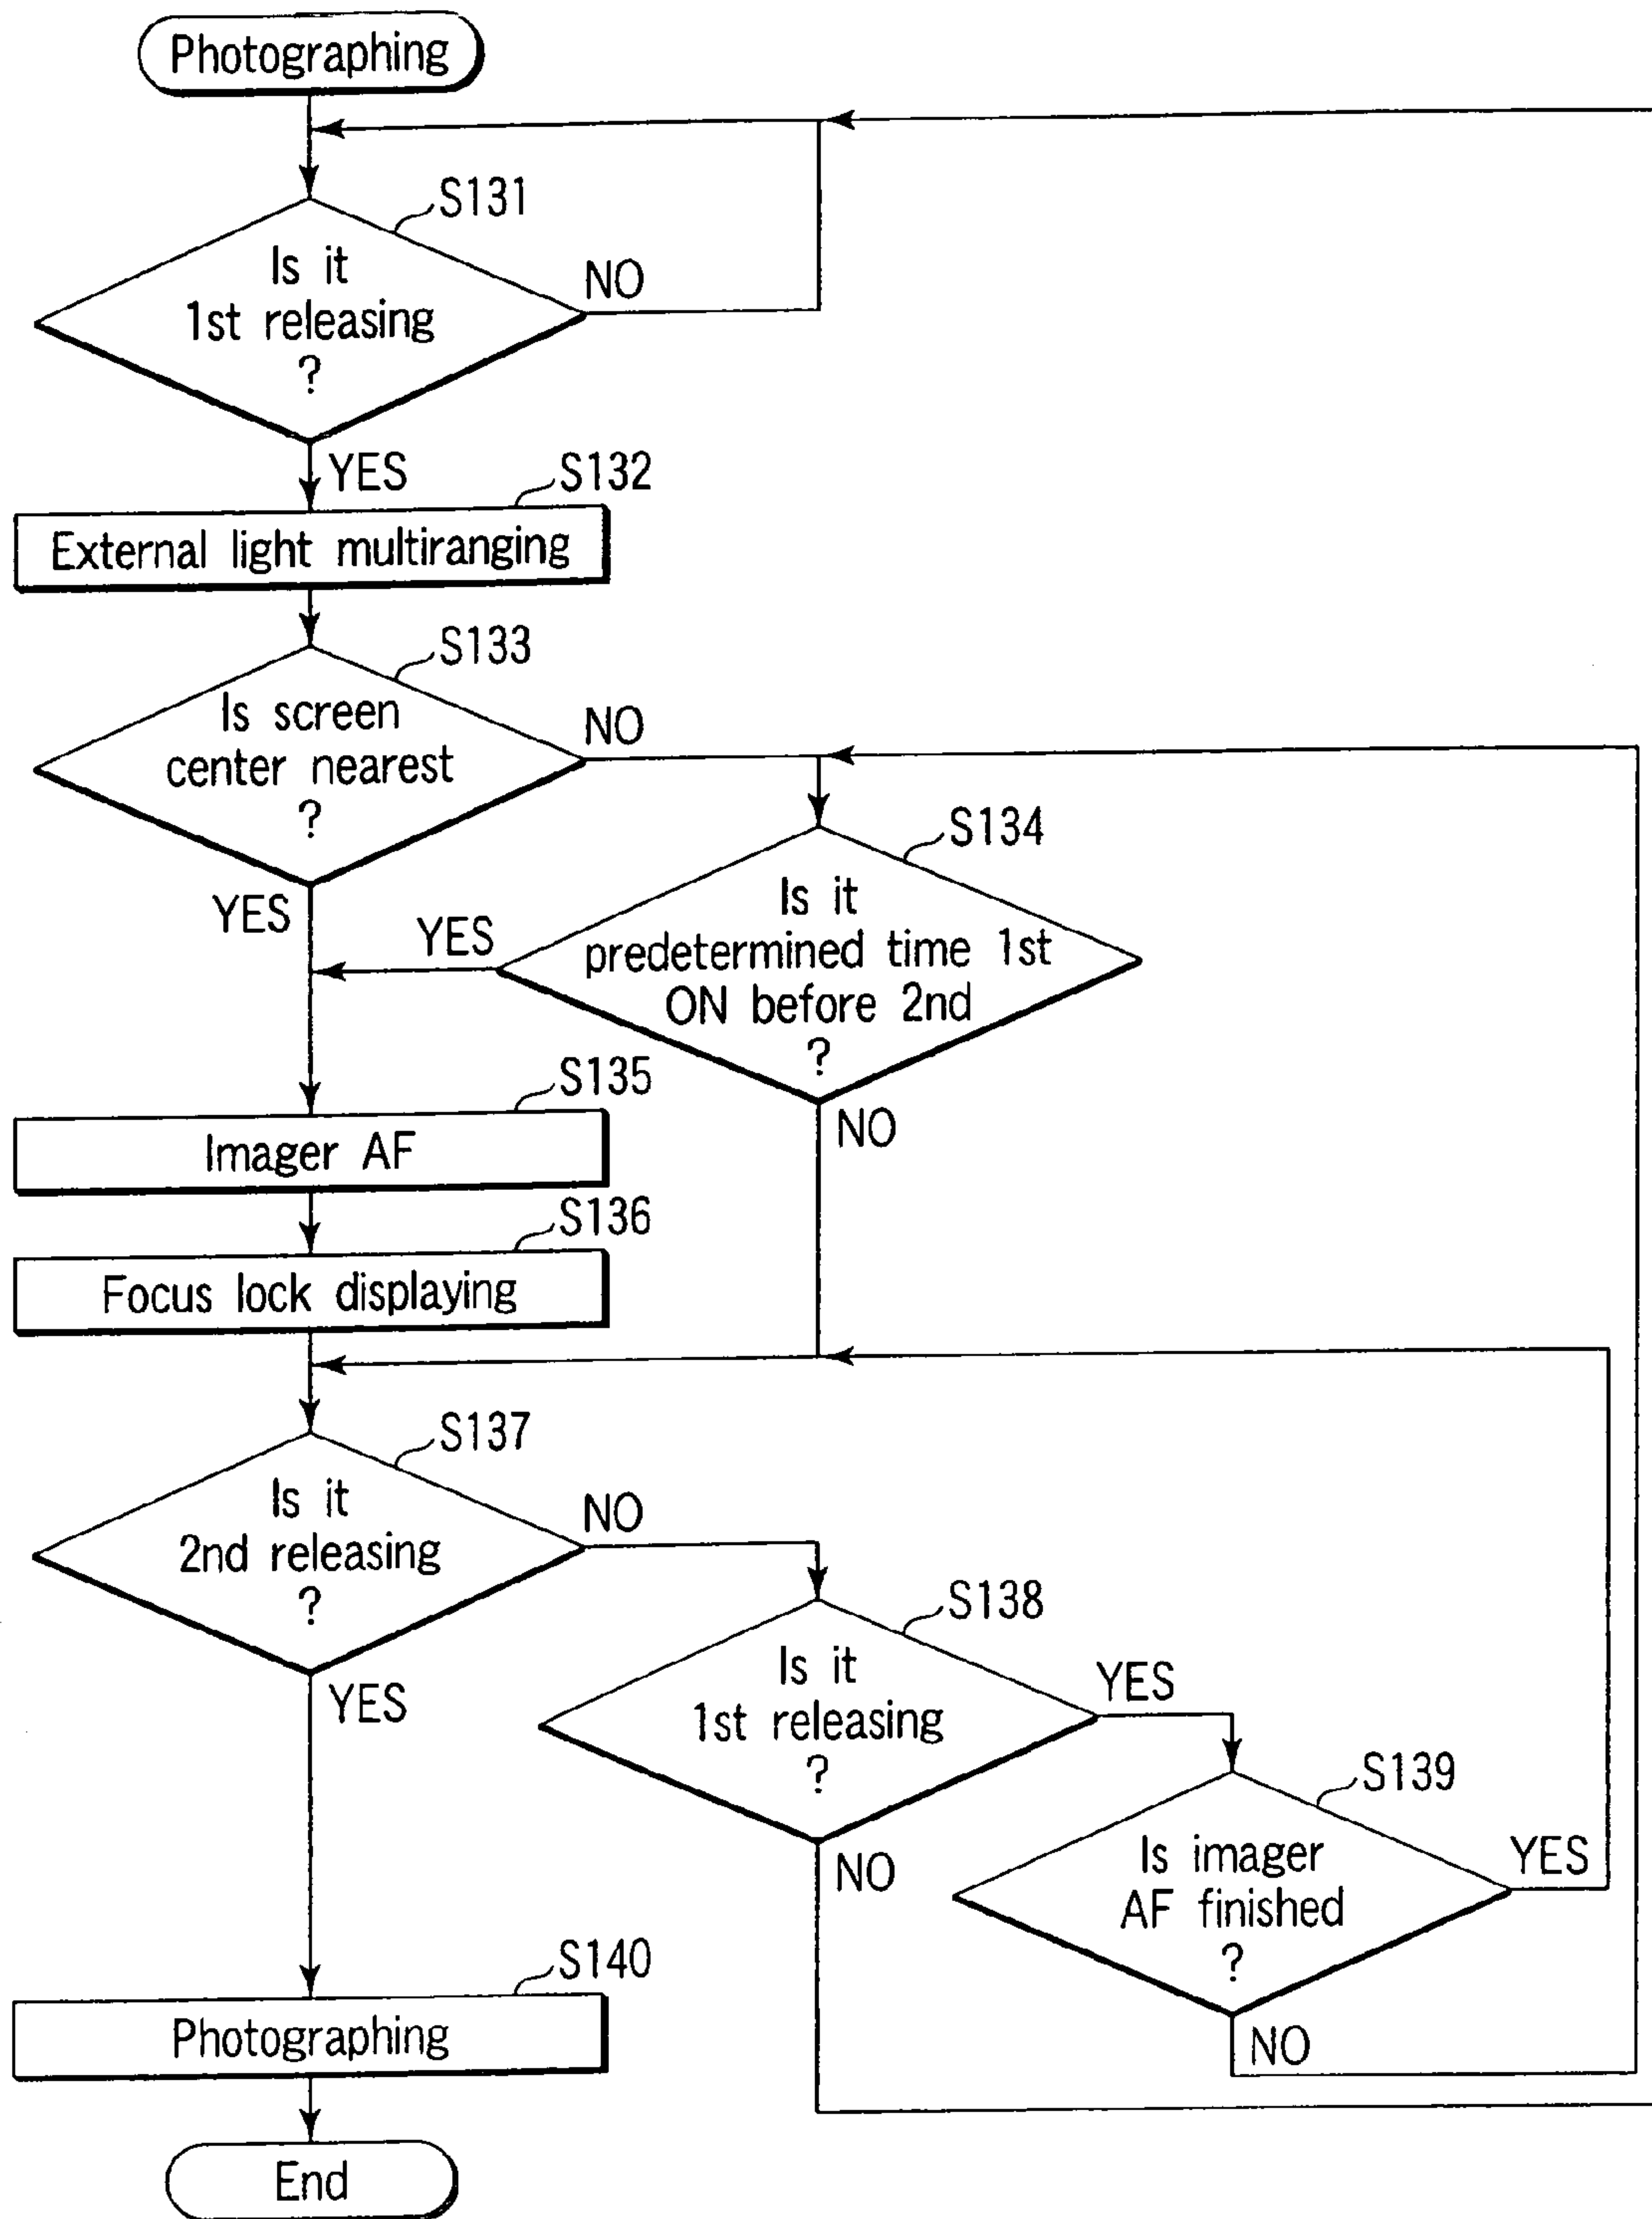 Photographing
S131
Is it
1st releasing
?
NO
YES
S132
External light multiranging
S133
Is screen
center nearest
?
NO
YES
S134
Is it
predetermined time 1st
ON before 2nd
?
YES
NO
S135
Imager AF
S136
Focus lock displaying
S137
Is it
2nd releasing
?
NO
YES
S138
Is it
1st releasing
?
YES
NO
S139
Is imager
AF finished
?
YES
NO
S140
Photographing
End